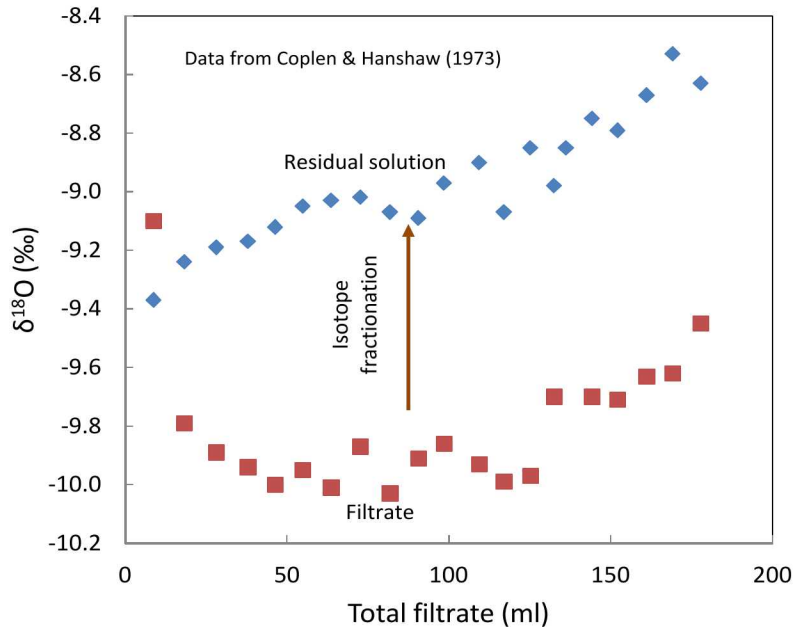 -8.4
-8.6
-8.8
-9.0
-9.2
-9.4
-9.6
-9.8
-10.0
-10.2
δ¹⁸O (‰)
Data from Coplen & Hanshaw (1973)
Residual solution
Isotope
fractionation
Filtrate
0
50
100
150
200
Total filtrate (ml)